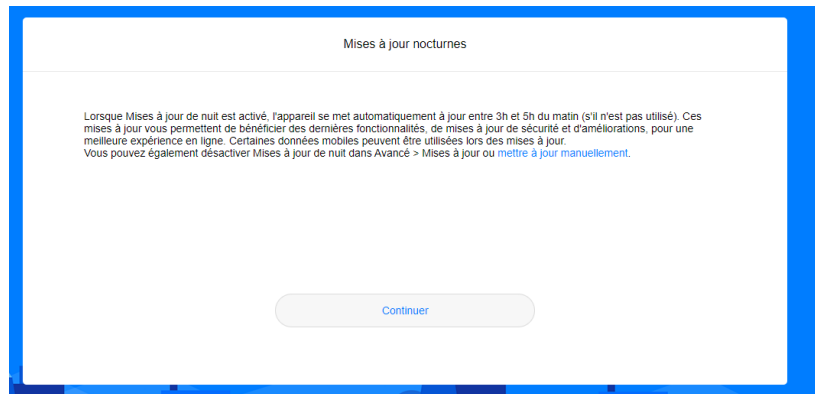 Mises à jour nocturnes
Lorsque Mises à jour de nuit est activé, l'appareil se met automatiquement à jour entre 3h et 5h du matin (s'il n'est pas utilisé). Ces
mises à jour vous permettent de bénéficier des dernières fonctionnalités, de mises à jour de sécurité et d'améliorations, pour une
meilleure expérience en ligne. Certaines données mobiles peuvent être utilisées lors des mises à jour.
Vous pouvez également désactiver Mises à jour de nuit dans Avancé > Mises à jour ou mettre à jour manuellement.
Continuer